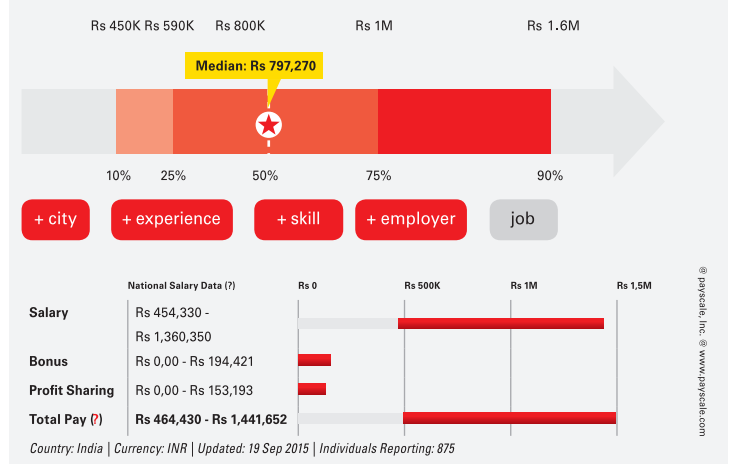 Rs 450K Rs 590K Rs 800K Rs 1M Rs 1.6M
Median: Rs 797,270
10% 25% 50% 75% 90%
+ city + experience + skill + employer job
National Salary Data (?) Rs 0 Rs 500K Rs 1M Rs 1,5M
Salary Rs 454,330 -
Rs 1,360,350
Bonus Rs 0,00 - Rs 194,421
Profit Sharing Rs 0,00 - Rs 153,193
Total Pay (?) Rs 464,430 - Rs 1,441,652
Country: India | Currency: INR | Updated: 19 Sep 2015 | Individuals Reporting: 875
@ payscale, Inc. @ www.payscale.com